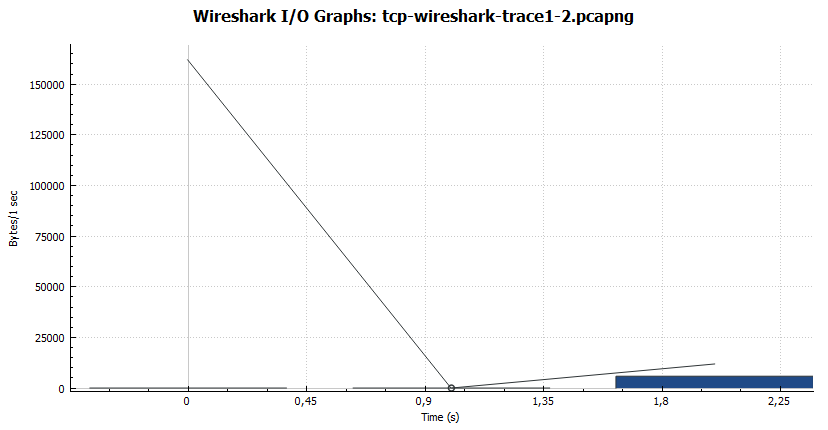 Wireshark I/O Graphs: tcp-wireshark-trace1-2.pcapng
150000
125000
100000
75000
50000
25000
0
Bytes/1 sec
0 0,45 0,9 1,35 1,8 2,25
Time (s)